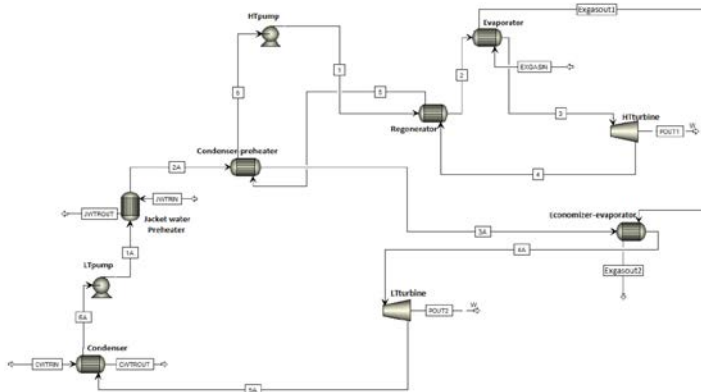 Exgasout1
Evaporator
HTpump
EXGASIN
1
2
6
5
Regenerator
3
HTturbine
W
POUT1
Condenser preheater
2A
4
JWTRIN
JWTROUT
Jacket water
Preheater
Economizer-evaporator
3A
4A
1A
Exgasout2
LTpump
LTturbine
W
POUT2
6A
Condenser
CWTRIN
CWTROUT
5A